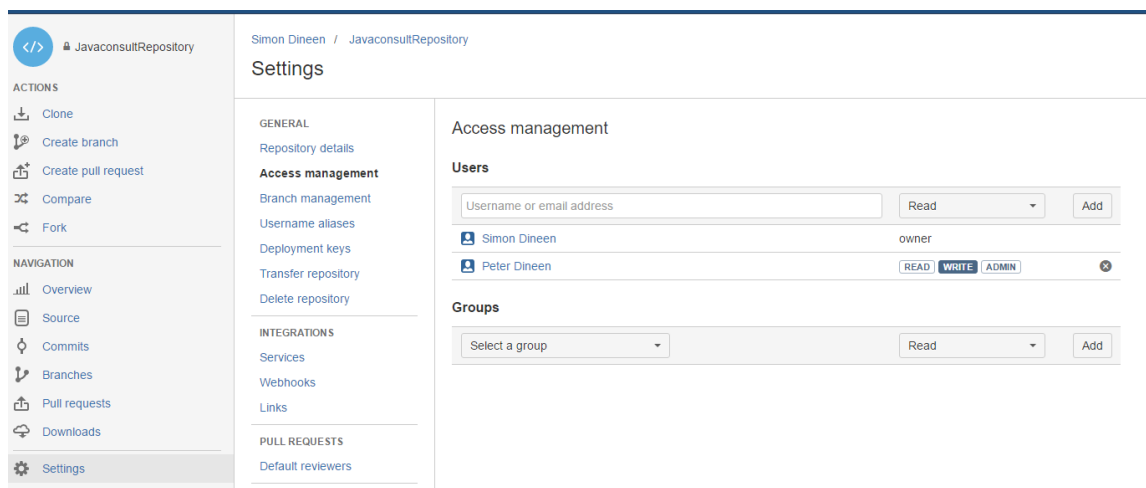 JavaconsultRepository
ACTIONS
Clone
Create branch
Create pull request
Compare
Fork
NAVIGATION
Overview
Source
Commits
Branches
Pull requests
Downloads
Settings
Simon Dineen / JavaconsultRepository
Settings
GENERAL
Repository details
Access management
Branch management
Username aliases
Deployment keys
Transfer repository
Delete repository
INTEGRATIONS
Services
Webhooks
Links
PULL REQUESTS
Default reviewers
Access management
Users
Username or email address Read Add
Simon Dineen owner
Peter Dineen READ WRITE ADMIN
Groups
Select a group Read Add